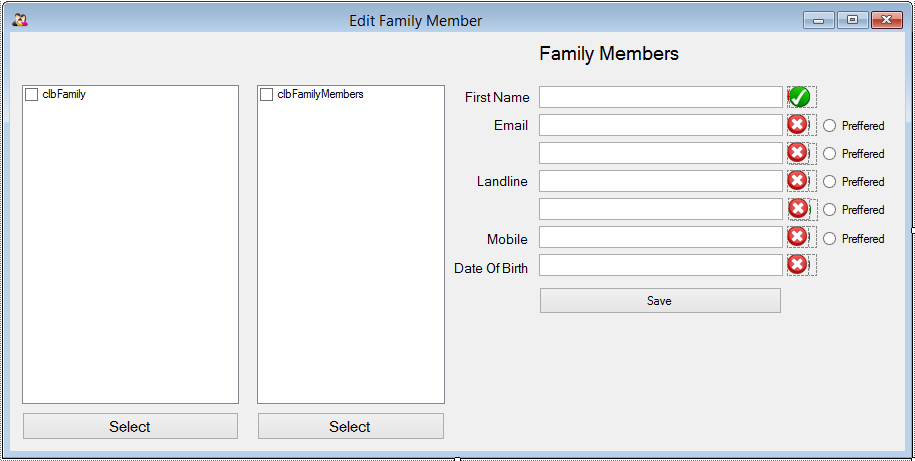 Edit Family Member
Family Members
clbFamily
clbFamilyMembers
First Name
Email
Preffered
Preffered
Landline
Preffered
Preffered
Mobile
Preffered
Date Of Birth
Save
Select
Select